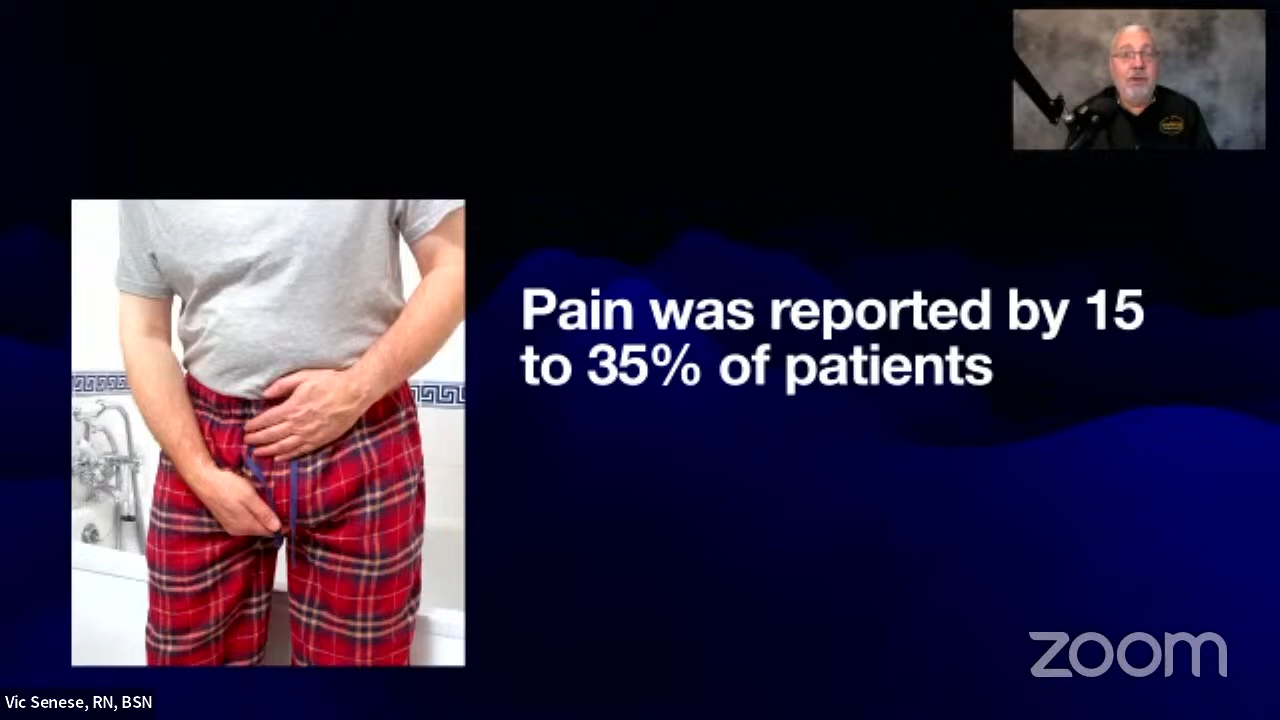 Pain was reported by 15
to 35% of patients
zoom
Vic Senese, RN, BSN